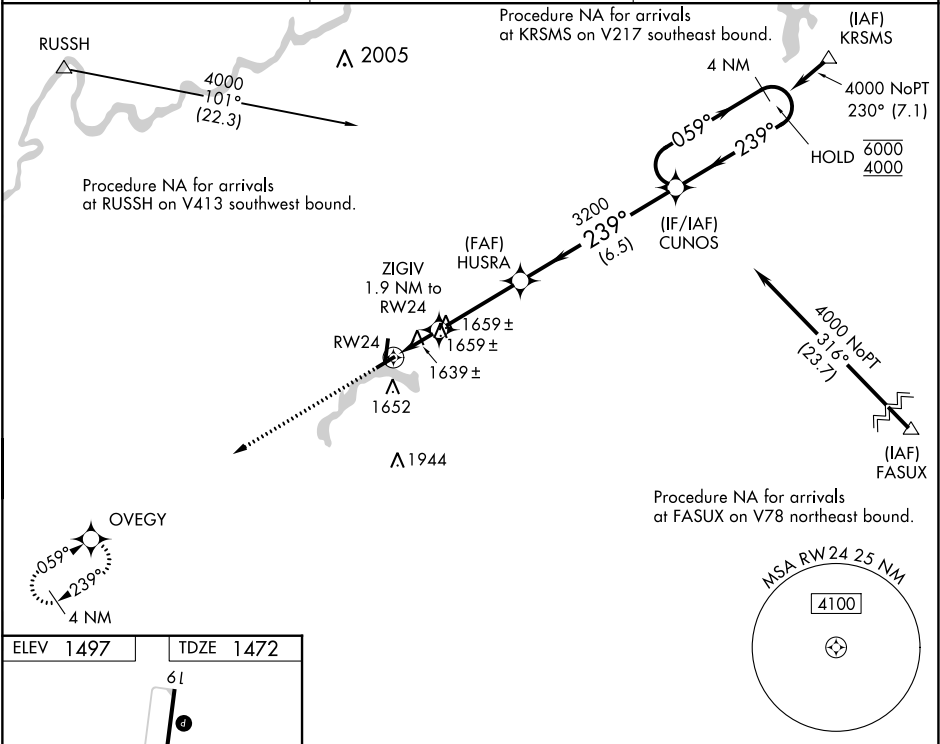 Procedure NA for arrivals
at KRSMS on V217 southeast bound.
(IAF)
KRSMS
RUSSH
2005
4 NM
4000 NoPT
230° (7.1)
4000
101°
(22.3)
059°
239°
HOLD
6000
4000
Procedure NA for arrivals
at RUSSH on V413 southwest bound.
3200
239°
(6.5)
(IF/IAF)
CUNOS
(FAF)
HUSRA
ZIGIV
1.9 NM to
RW24
1659 ±
1659 ±
RW24
1639 ±
1652
4000 NoPT
316°
(23.7)
1944
(IAF)
FASUX
Procedure NA for arrivals
at FASUX on V78 northeast bound.
OVEGY
059°
239°
4 NM
MSA RW 24 25 NM
4100
ELEV 1497
TDZE 1472
19
P